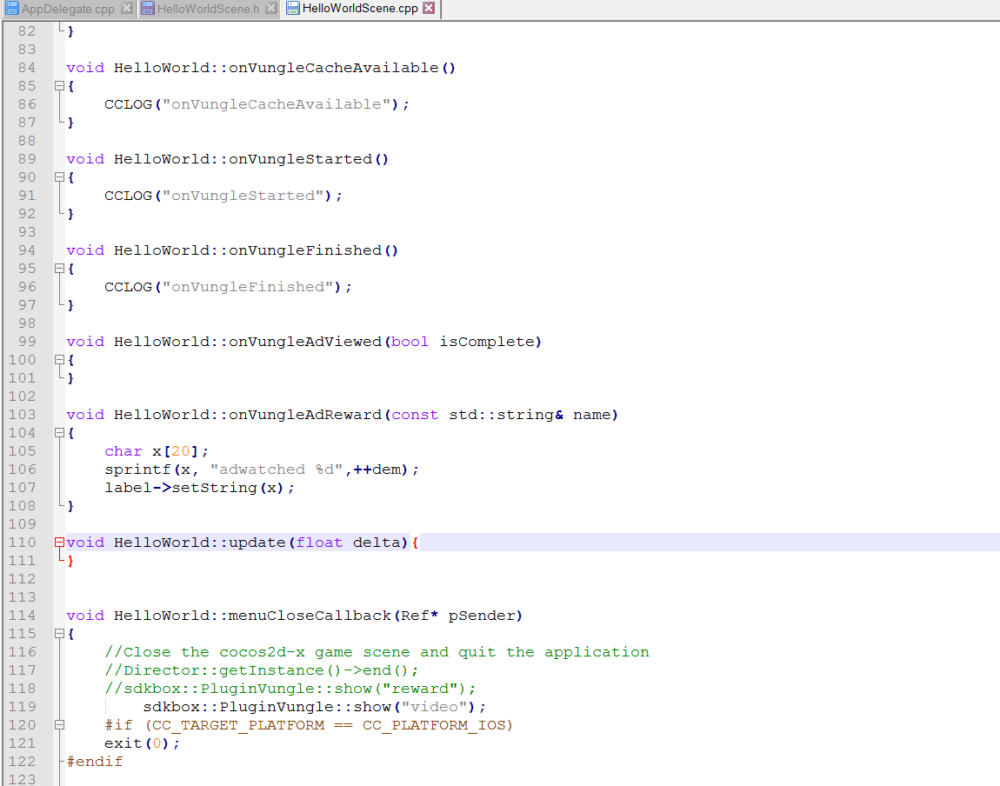 AppDelegate.cpp HelloWorldScene.h HelloWorldScene.cpp
82 }
83
84 void HelloWorld::onVungleCacheAvailable()
85 {
86     CCLOG("onVungleCacheAvailable");
87 }
88
89 void HelloWorld::onVungleStarted()
90 {
91     CCLOG("onVungleStarted");
92 }
93
94 void HelloWorld::onVungleFinished()
95 {
96     CCLOG("onVungleFinished");
97 }
98
99 void HelloWorld::onVungleAdViewed(bool isComplete)
100 {
101 }
102
103 void HelloWorld::onVungleAdReward(const std::string& name)
104 {
105     char x[20];
106     sprintf(x, "adwatched %d",++dem);
107     label->setString(x);
108 }
109
110 void HelloWorld::update(float delta){
111 }
112
113
114 void HelloWorld::menuCloseCallback(Ref* pSender)
115 {
116     //Close the cocos2d-x game scene and quit the application
117     //Director::getInstance()->end();
118     //sdkbox::PluginVungle::show("reward");
119         sdkbox::PluginVungle::show("video");
120     #if (CC_TARGET_PLATFORM == CC_PLATFORM_IOS)
121     exit(0);
122 #endif
123